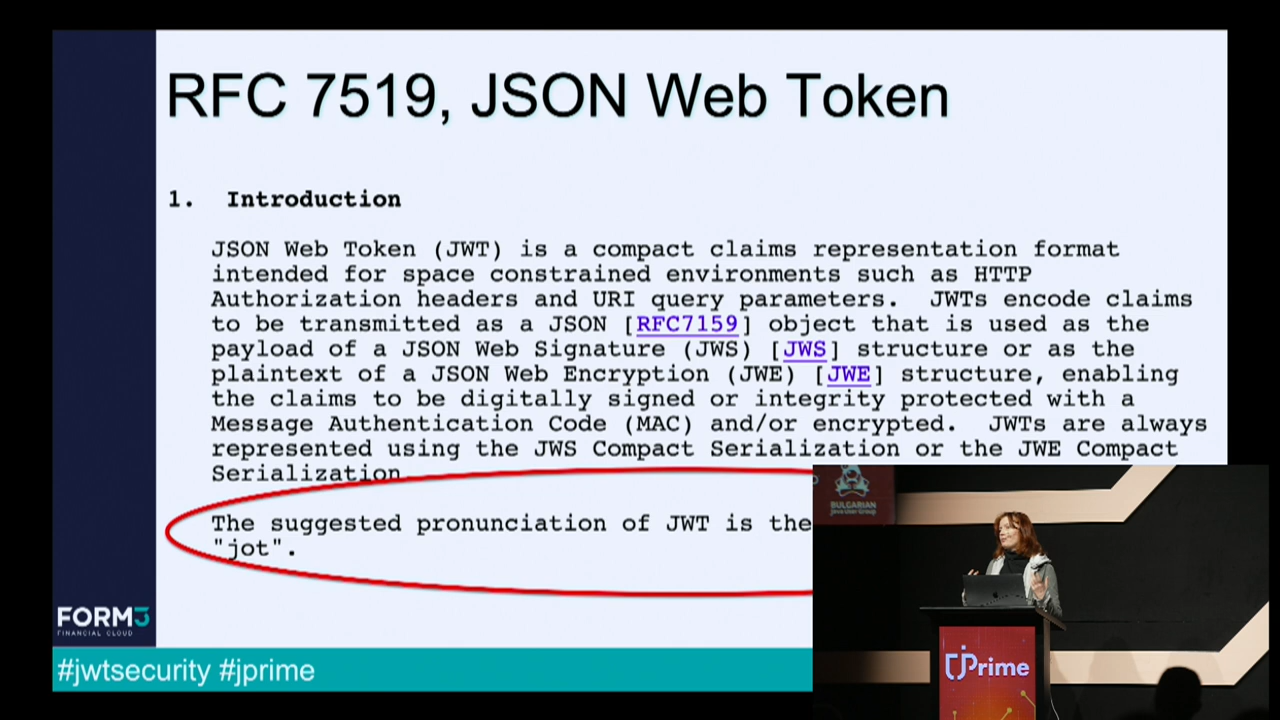 RFC 7519, JSON Web Token
1. Introduction
JSON Web Token (JWT) is a compact claims representation format
intended for space constrained environments such as HTTP
Authorization headers and URI query parameters. JWTs encode claims
to be transmitted as a JSON [RFC7159] object that is used as the
payload of a JSON Web Signature (JWS) [JWS] structure or as the
plaintext of a JSON Web Encryption (JWE) [JWE] structure, enabling
the claims to be digitally signed or integrity protected with a
Message Authentication Code (MAC) and/or encrypted. JWTs are always
represented using the JWS Compact Serialization or the JWE Compact
Serialization
The suggested pronunciation of JWT is the
"jot".
FORM3
FINANCIAL CLOUD
#jwtsecurity #jprime
BULGARIAN
Java User Group
jPrime